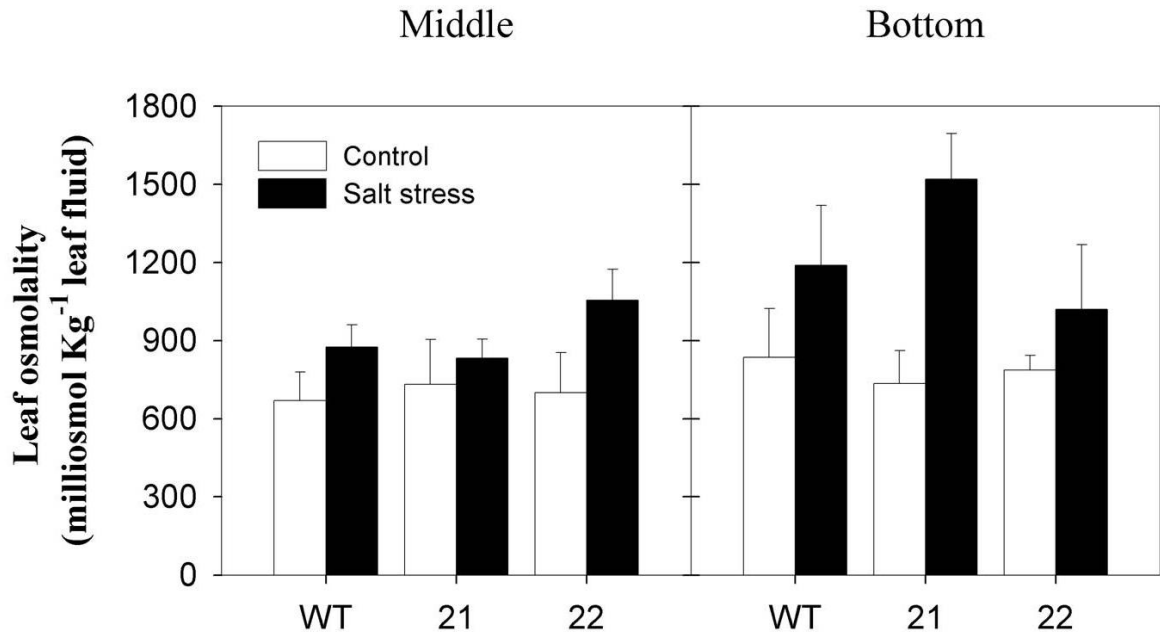 Middle
Bottom
Leaf osmolality
(milliosmol Kg⁻¹ leaf fluid)
1800
1500
1200
900
600
300
0
Control
Salt stress
WT
21
22
WT
21
22